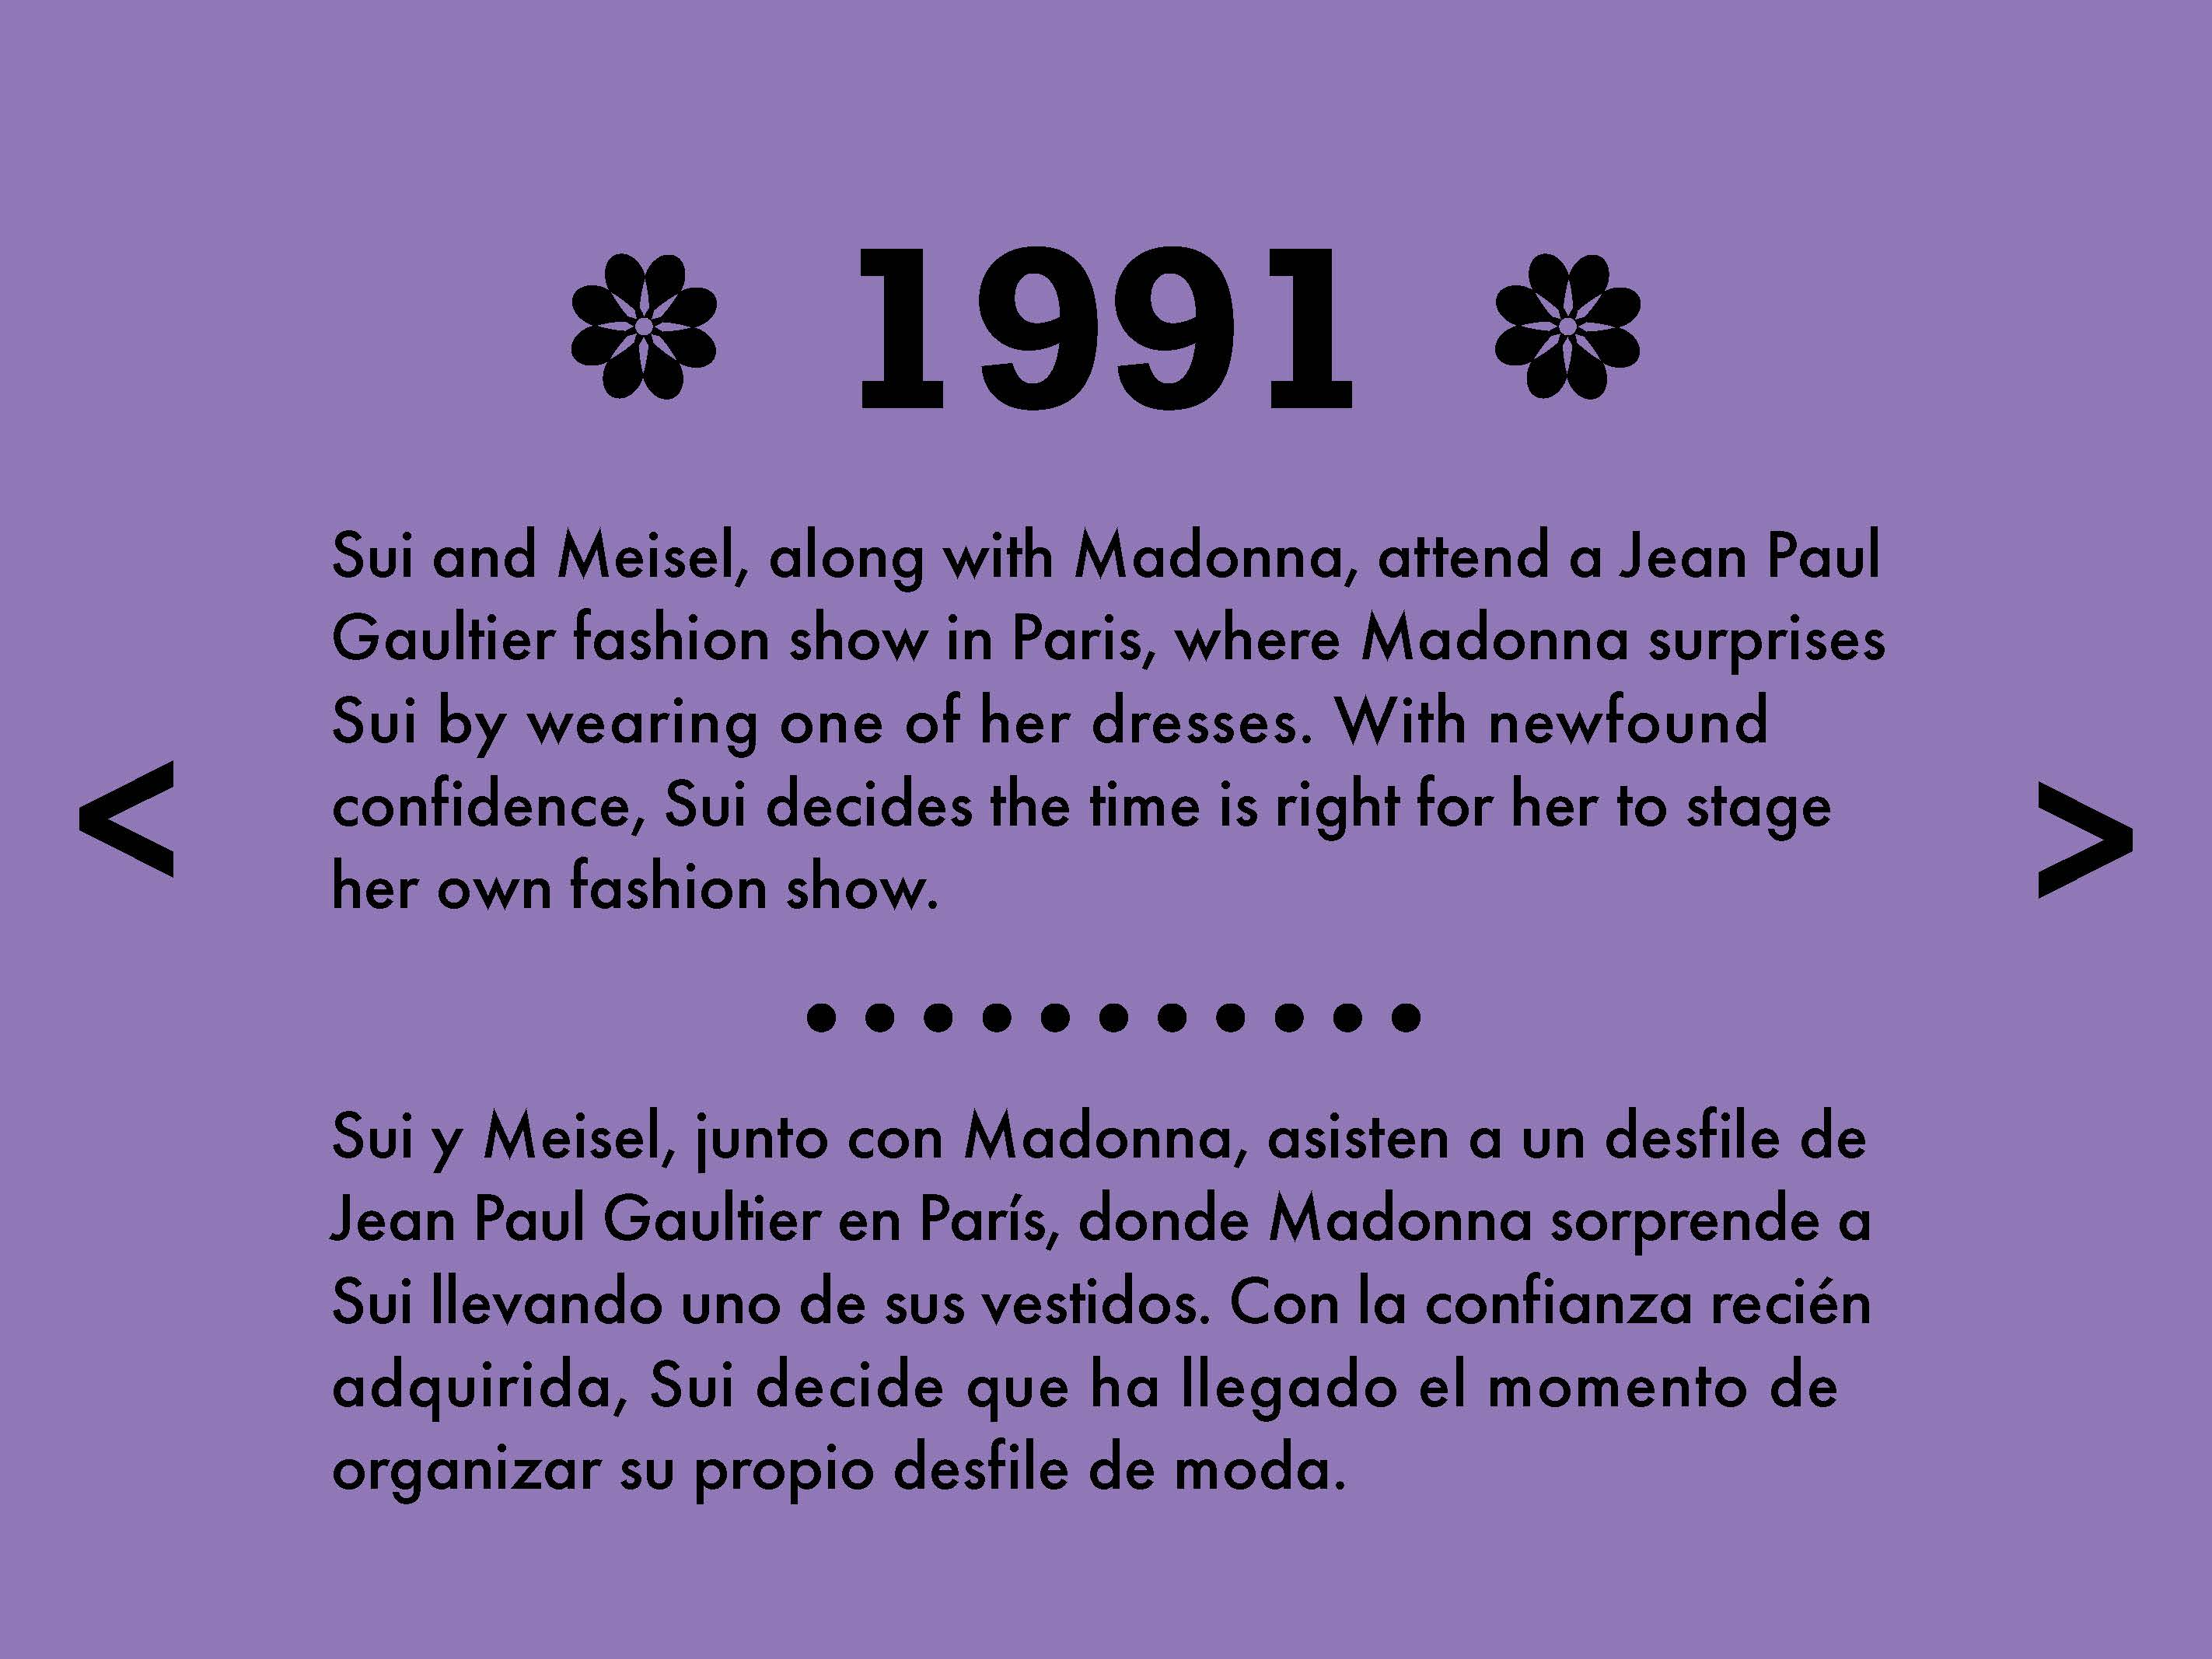 1991
Sui and Meisel, along with Madonna, attend a Jean Paul
Gaultier fashion show in Paris, where Madonna surprises
Sui by wearing one of her dresses. With newfound
confidence, Sui decides the time is right for her to stage
her own fashion show.
< >
Sui y Meisel, junto con Madonna, asisten a un desfile de
Jean Paul Gaultier en París, donde Madonna sorprende a
Sui llevando uno de sus vestidos. Con la confianza recién
adquirida, Sui decide que ha llegado el momento de
organizar su propio desfile de moda.